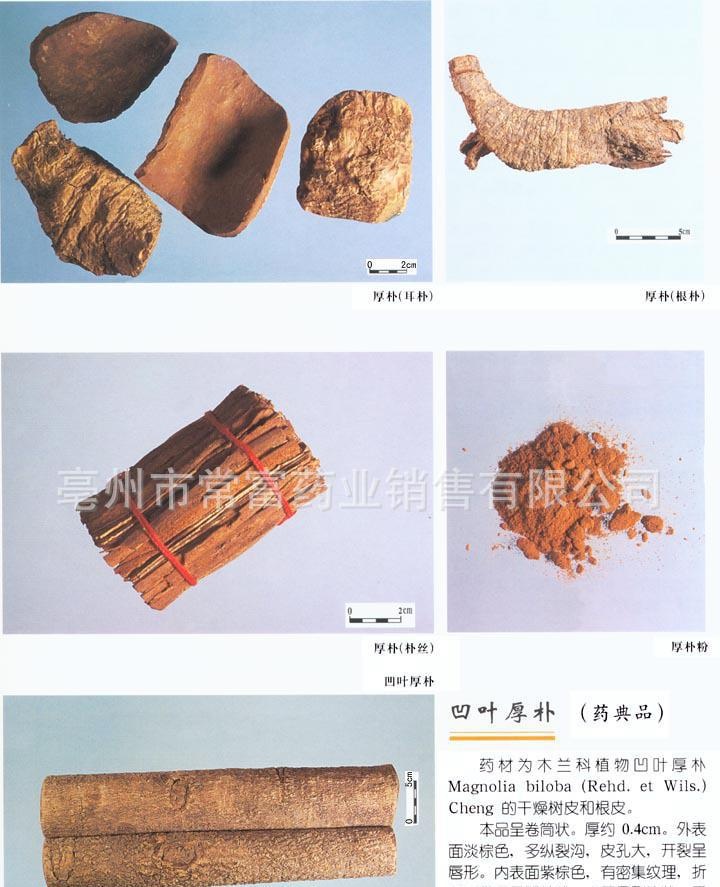 0 2cm
厚朴(耳朴)
0 5cm
厚朴(根朴)
亳州市常富药业销售有限公司
0 2cm
厚朴(朴丝)
厚朴粉
凹叶厚朴
0 5cm
凹叶厚朴 (药典品)
药材为木兰科植物凹叶厚朴
Magnolia biloba (Rehd. et Wils.)
Cheng 的干燥树皮和根皮。
本品呈卷筒状。厚约 0.4cm。外表
面淡棕色，多纵裂沟，皮孔大，开裂呈
唇形。内表面紫棕色，有密集纹理，折